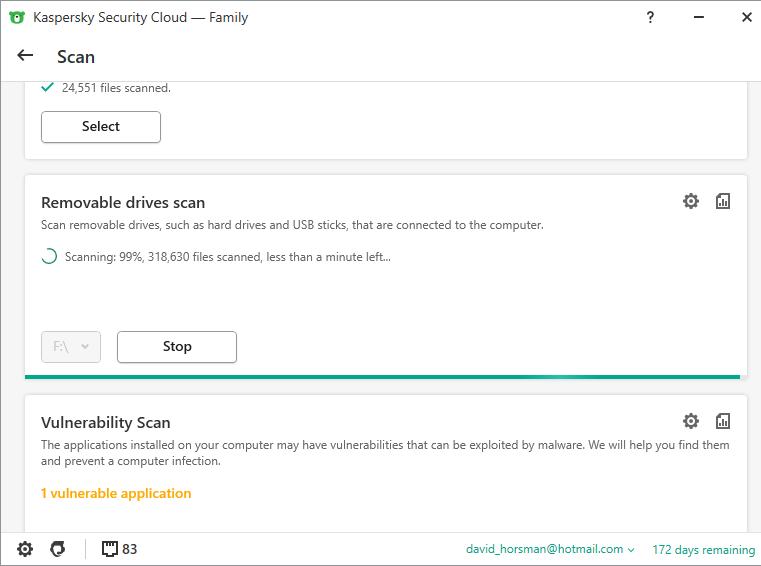 Kaspersky Security Cloud — Family
?
Scan
24,551 files scanned.
Select
Removable drives scan
Scan removable drives, such as hard drives and USB sticks, that are connected to the computer.
Scanning: 99%, 318,630 files scanned, less than a minute left...
F:\
Stop
Vulnerability Scan
The applications installed on your computer may have vulnerabilities that can be exploited by malware. We will help you find them
and prevent a computer infection.
1 vulnerable application
83
david_horsman@hotmail.com
172 days remaining